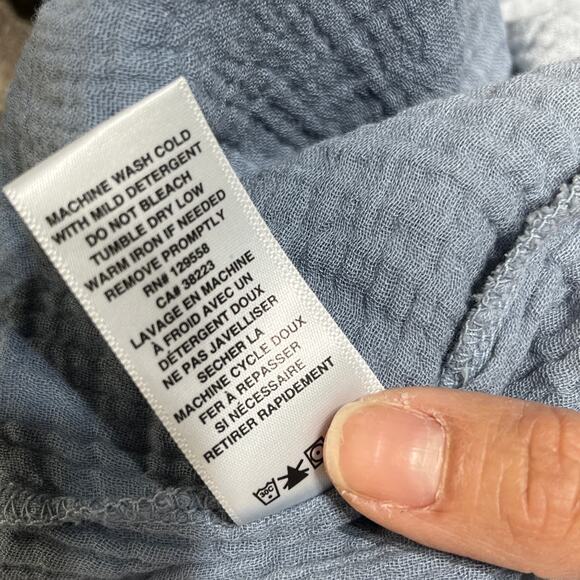 MACHINE WASH COLD
WITH MILD DETERGENT
DO NOT BLEACH
TUMBLE DRY LOW
WARM IRON IF NEEDED
REMOVE PROMPTLY
RN# 129558
CA# 38223
LAVAGE EN MACHINE
À FROID AVEC UN
DÉTERGENT DOUX
NE PAS JAVELLISER
SECHER LA
MACHINE CYCLE DOUX
FER À REPASSER
SI NÉCESSAIRE
RETIRER RAPIDEMENT